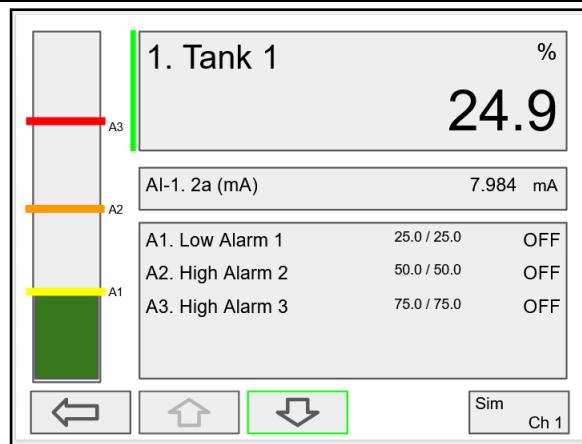 1. Tank 1
%
24.9
A3
AI-1. 2a (mA) 7.984 mA
A2
A1. Low Alarm 1 25.0 / 25.0 OFF
A2. High Alarm 2 50.0 / 50.0 OFF
A1
A3. High Alarm 3 75.0 / 75.0 OFF
Sim
Ch 1